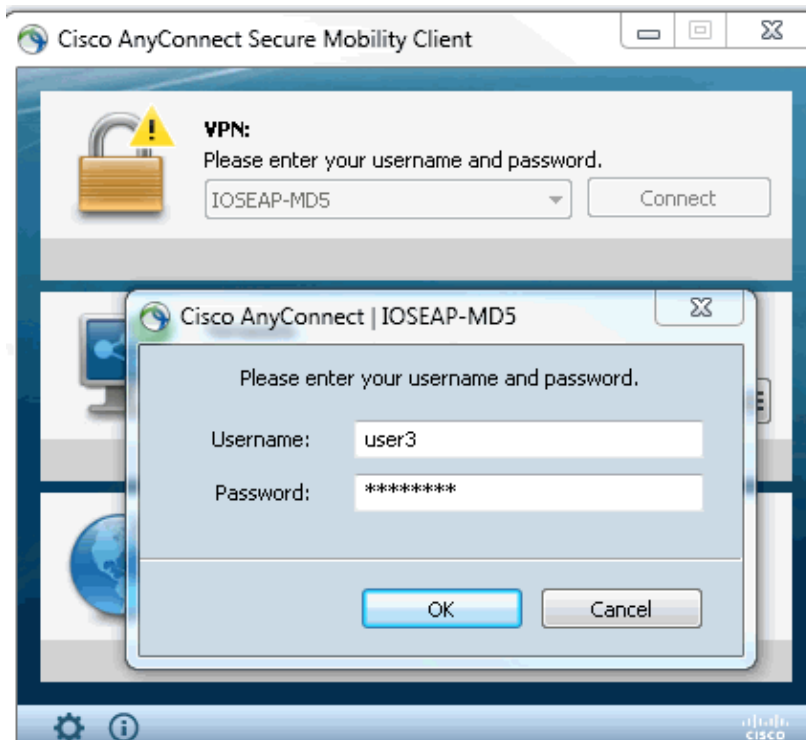 Cisco AnyConnect Secure Mobility Client
VPN:
Please enter your username and password.
IOSEAP-MD5
Connect
Cisco AnyConnect | IOSEAP-MD5
Please enter your username and password.
Username:
user3
Password:
********
OK
Cancel
CISCO